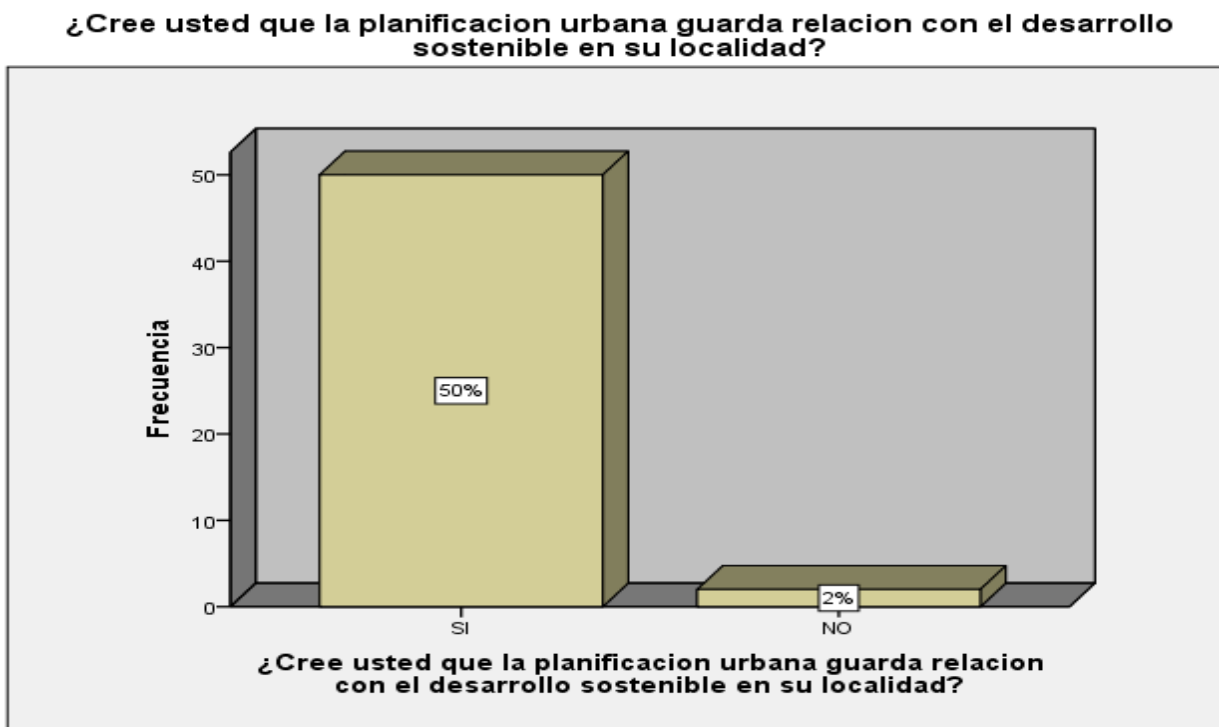 ¿Cree usted que la planificacion urbana guarda relacion con el desarrollo
sostenible en su localidad?
50
40
30
20
10
0
Frecuencia
50%
2%
SI
NO
¿Cree usted que la planificacion urbana guarda relacion
con el desarrollo sostenible en su localidad?